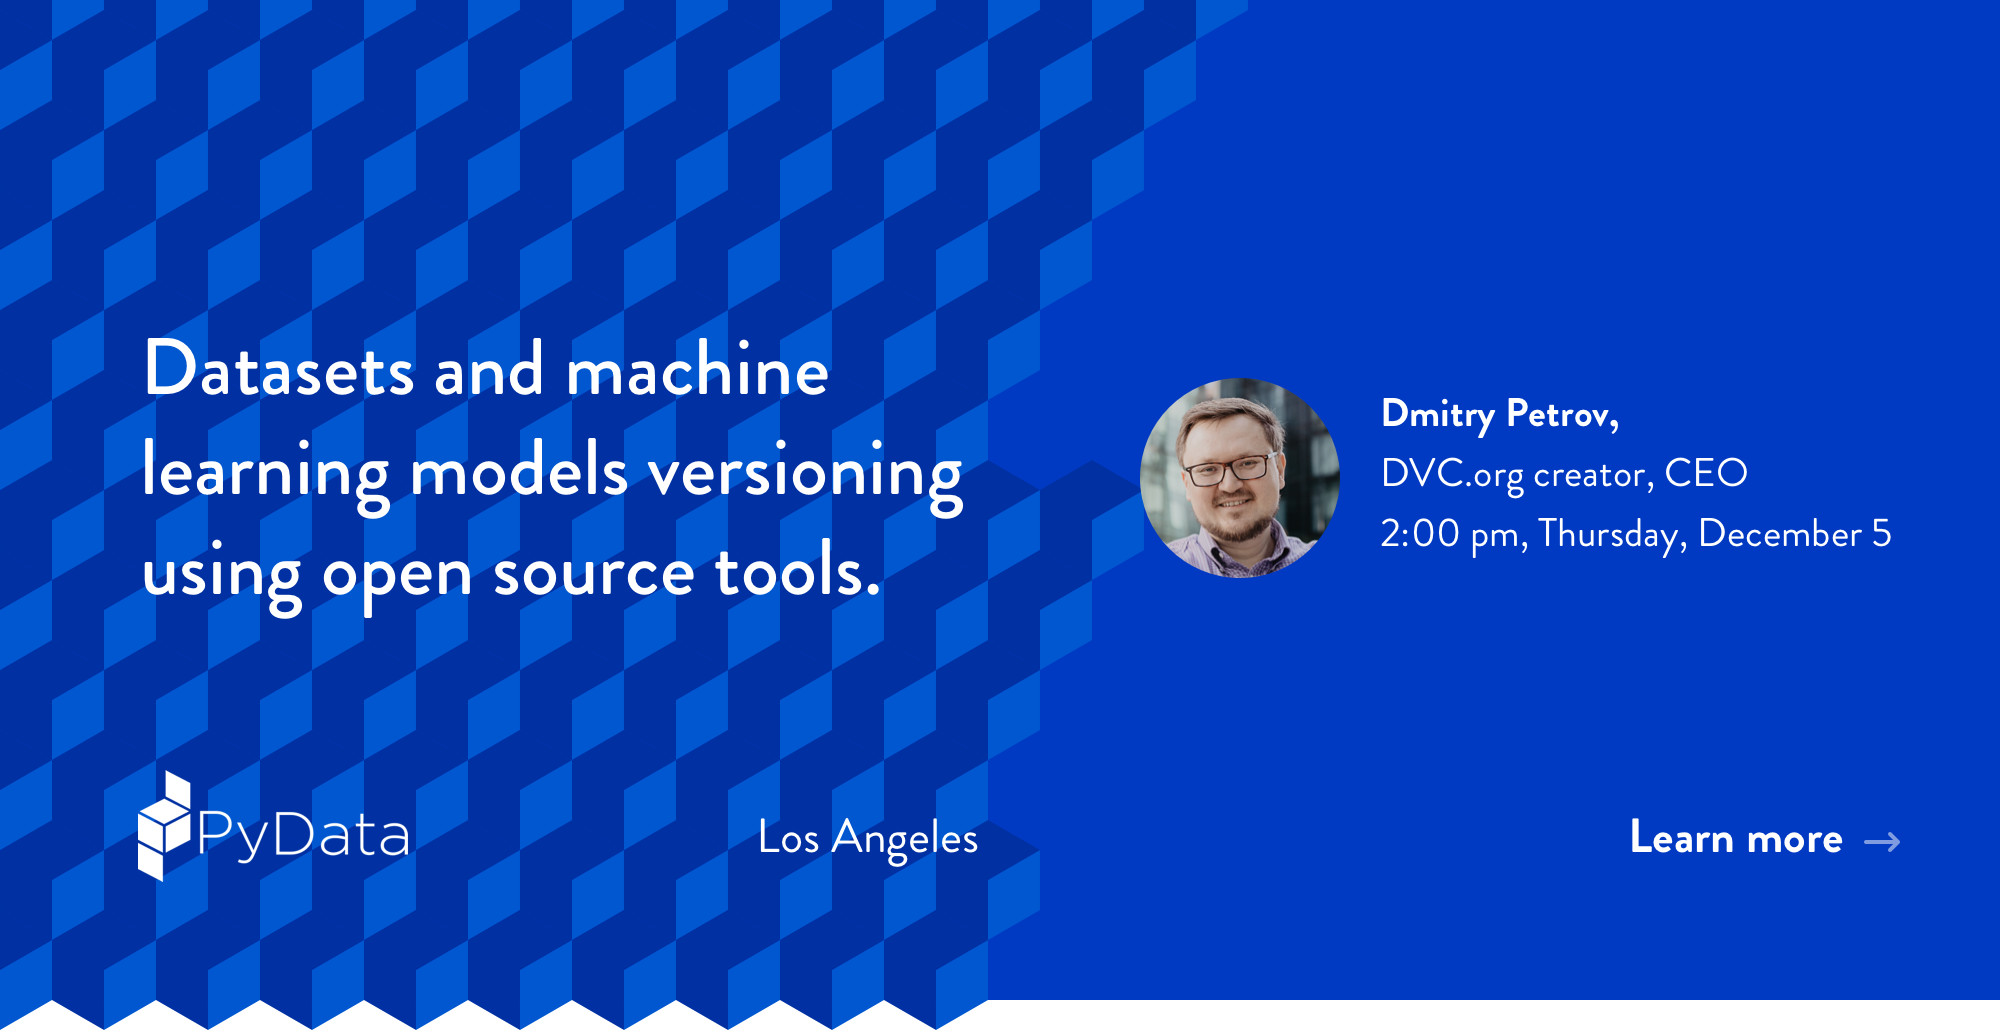 Datasets and machine
learning models versioning
using open source tools.
Dmitry Petrov,
DVC.org creator, CEO
2:00 pm, Thursday, December 5
PyData
Los Angeles
Learn more →